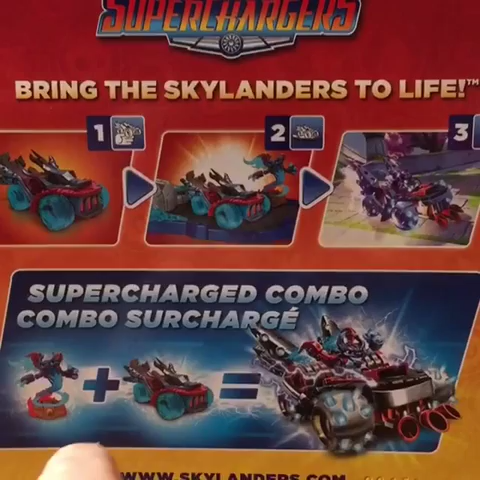 SUPERCHARGERS
BRING THE SKYLANDERS TO LIFE!™
1
2
3
SUPERCHARGED COMBO
COMBO SURCHARGÉ
+ =
WWW.SKYLANDERS.COM